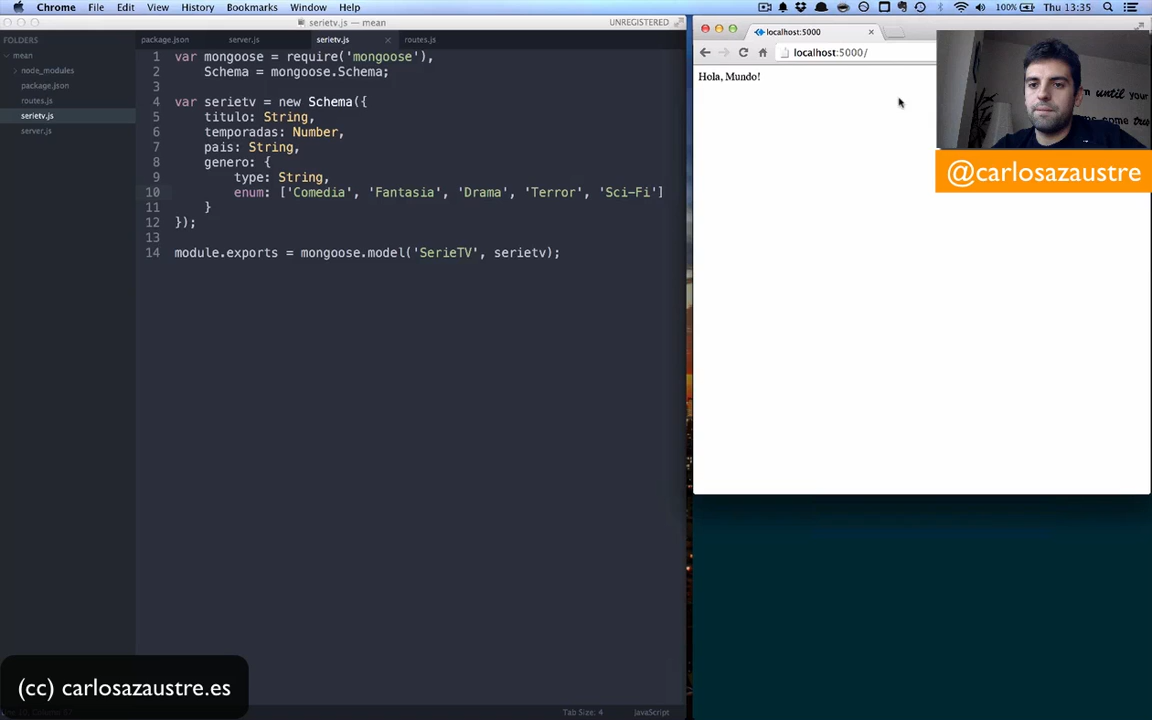 Chrome File Edit View History Bookmarks Window Help
100% Thu 13:35
serietv.js — mean
UNREGISTERED
FOLDERS
mean
node_modules
package.json
routes.js
serietv.js
server.js
package.json server.js serietv.js routes.js
1 var mongoose = require('mongoose'),
2 Schema = mongoose.Schema;
3
4 var serietv = new Schema({
5 titulo: String,
6 temporadas: Number,
7 pais: String,
8 genero: {
9 type: String,
10 enum: ['Comedia', 'Fantasia', 'Drama', 'Terror', 'Sci-Fi']
11 }
12 });
13
14 module.exports = mongoose.model('SerieTV', serietv);
Tab Size: 4 JavaScript
localhost:5000
localhost:5000/
Hola, Mundo!
until your
some
@carlosazaustre
(cc) carlosazaustre.es